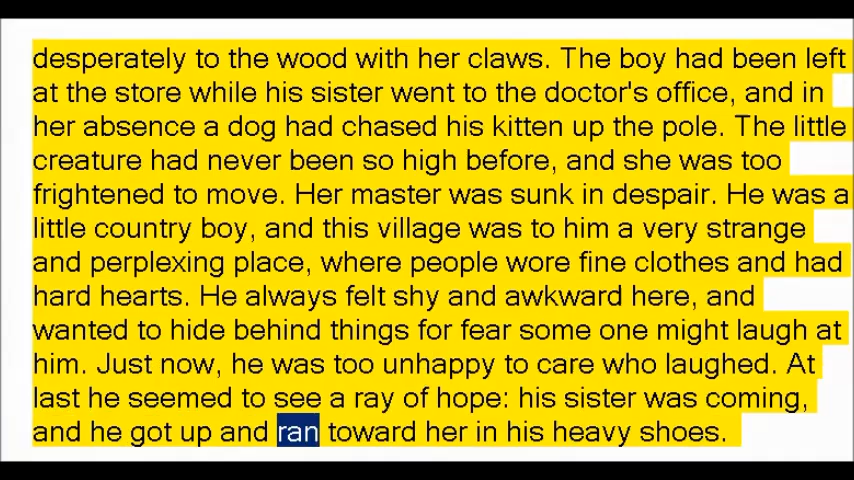 desperately to the wood with her claws. The boy had been left
at the store while his sister went to the doctor's office, and in
her absence a dog had chased his kitten up the pole. The little
creature had never been so high before, and she was too
frightened to move. Her master was sunk in despair. He was a
little country boy, and this village was to him a very strange
and perplexing place, where people wore fine clothes and had
hard hearts. He always felt shy and awkward here, and
wanted to hide behind things for fear some one might laugh at
him. Just now, he was too unhappy to care who laughed. At
last he seemed to see a ray of hope: his sister was coming,
and he got up and ran toward her in his heavy shoes.